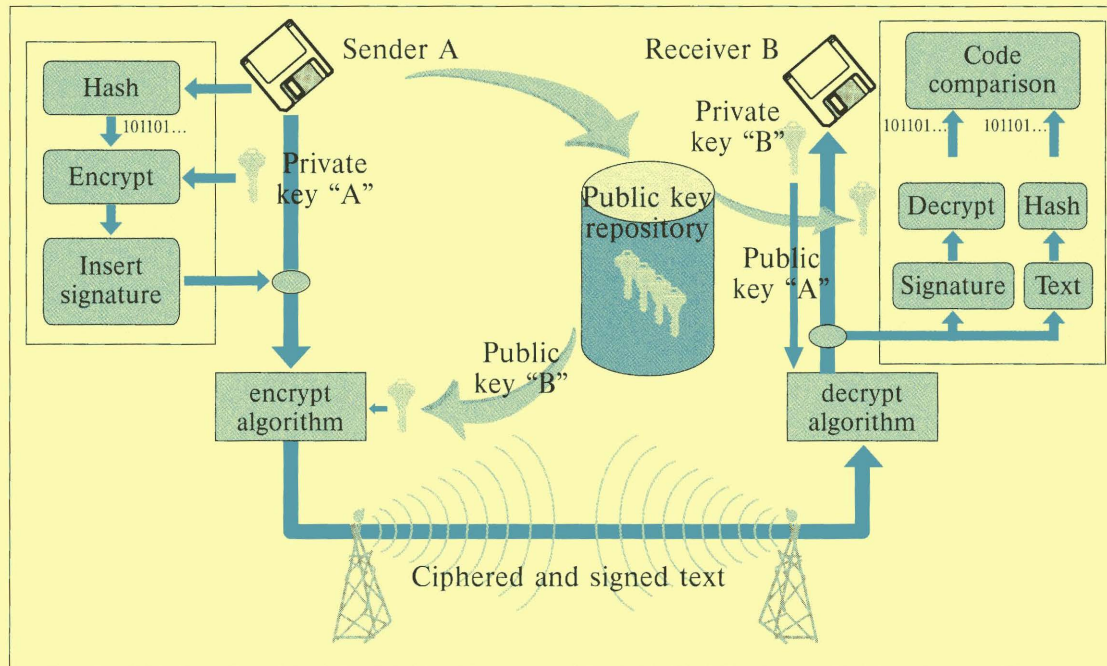 Sender A
Receiver B
Hash
101101...
Encrypt
Private
key “A”
Insert
signature
encrypt
algorithm
Public
key “B”
Public key
repository
Private
key “B”
Public
key “A”
decrypt
algorithm
Code
comparison
101101...
101101...
Decrypt
Hash
Signature
Text
Ciphered and signed text